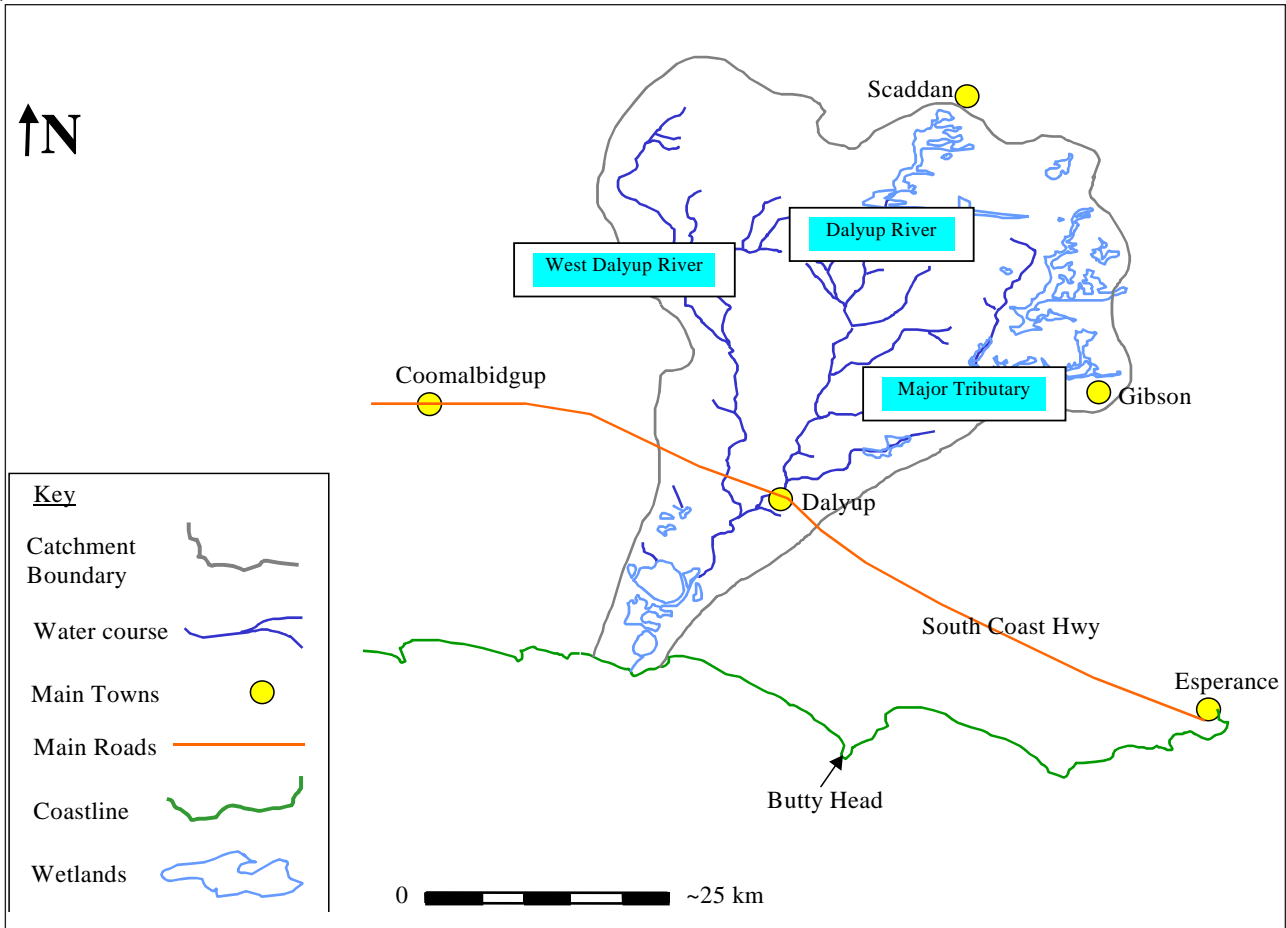 Scaddan
N
Dalyup River
West Dalyup River
Coomalbidgup
Major Tributary
Gibson
Key
Dalyup
Catchment
Boundary
Water course
South Coast Hwy
Esperance
Main Towns
Main Roads
Butty Head
Coastline
Wetlands
0 ~25 km